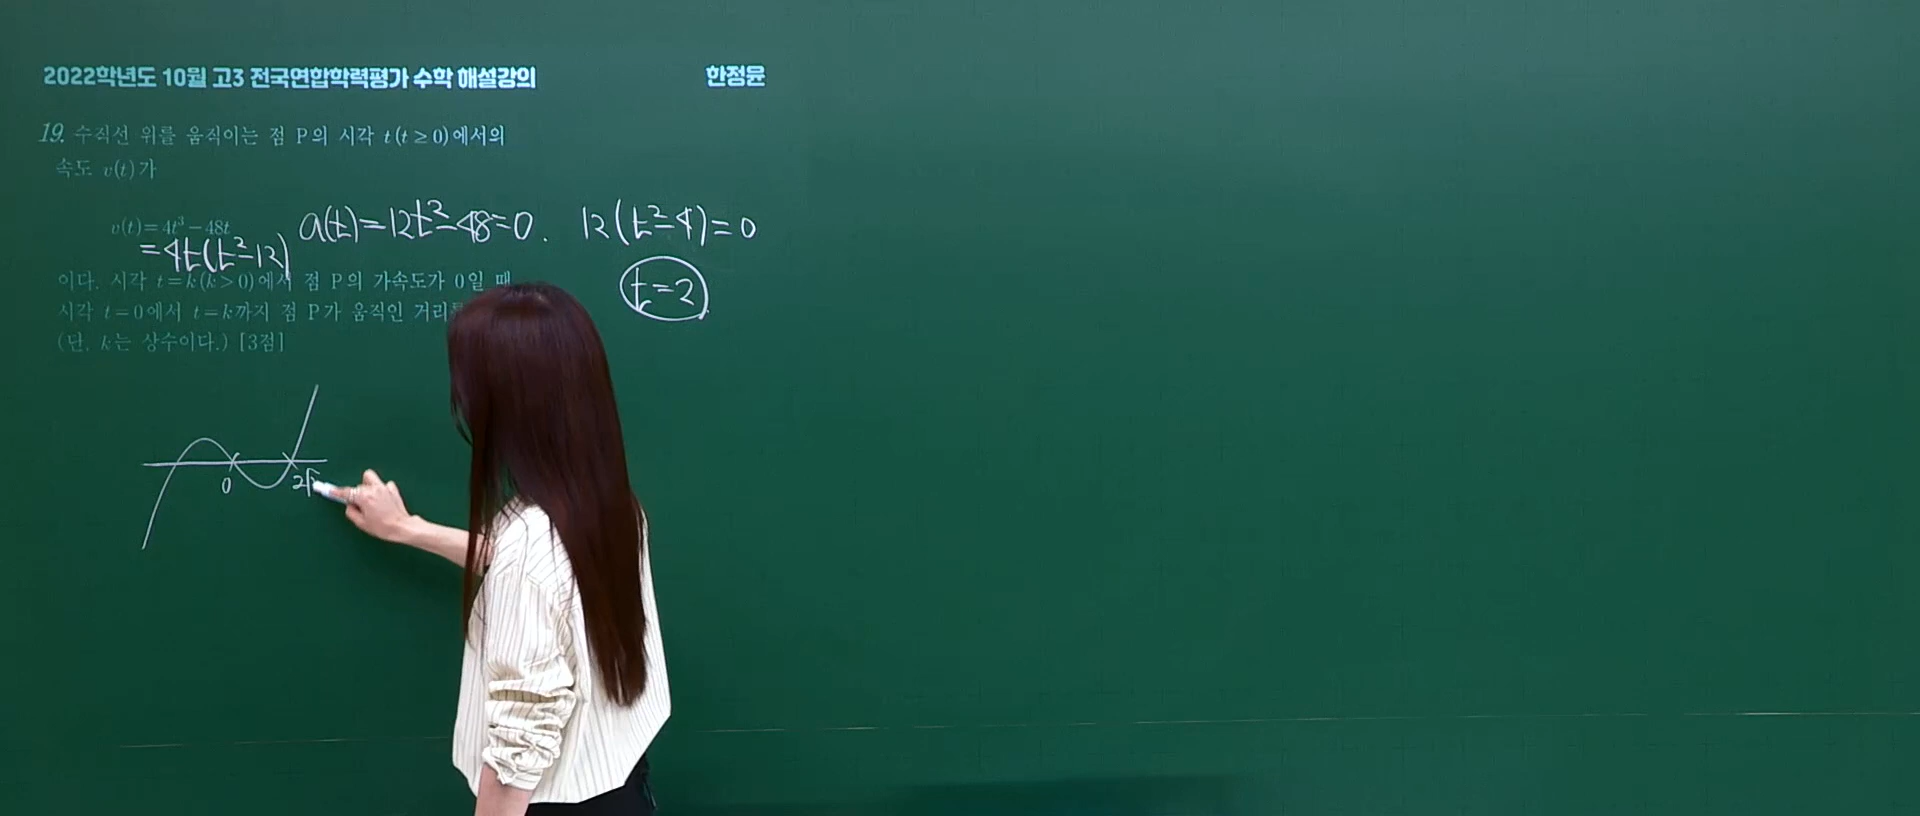 2022학년도 10월 고3 전국연합학력평가 수학 해설강의 한정윤
19. 수직선 위를 움직이는 점 P의 시각 t(t≥0)에서의
속도 v(t)가
v(t)=4t³-48t
=4t(t²-12)
a(t)=12t²-48=0. 12(t²-4)=0
t=2
이다. 시각 t=k(k>0)에서 점 P의 가속도가 0일 때
시각 t=0에서 t=k까지 점 P가 움직인 거리를
(단, k는 상수이다.) [3점]
0 2√